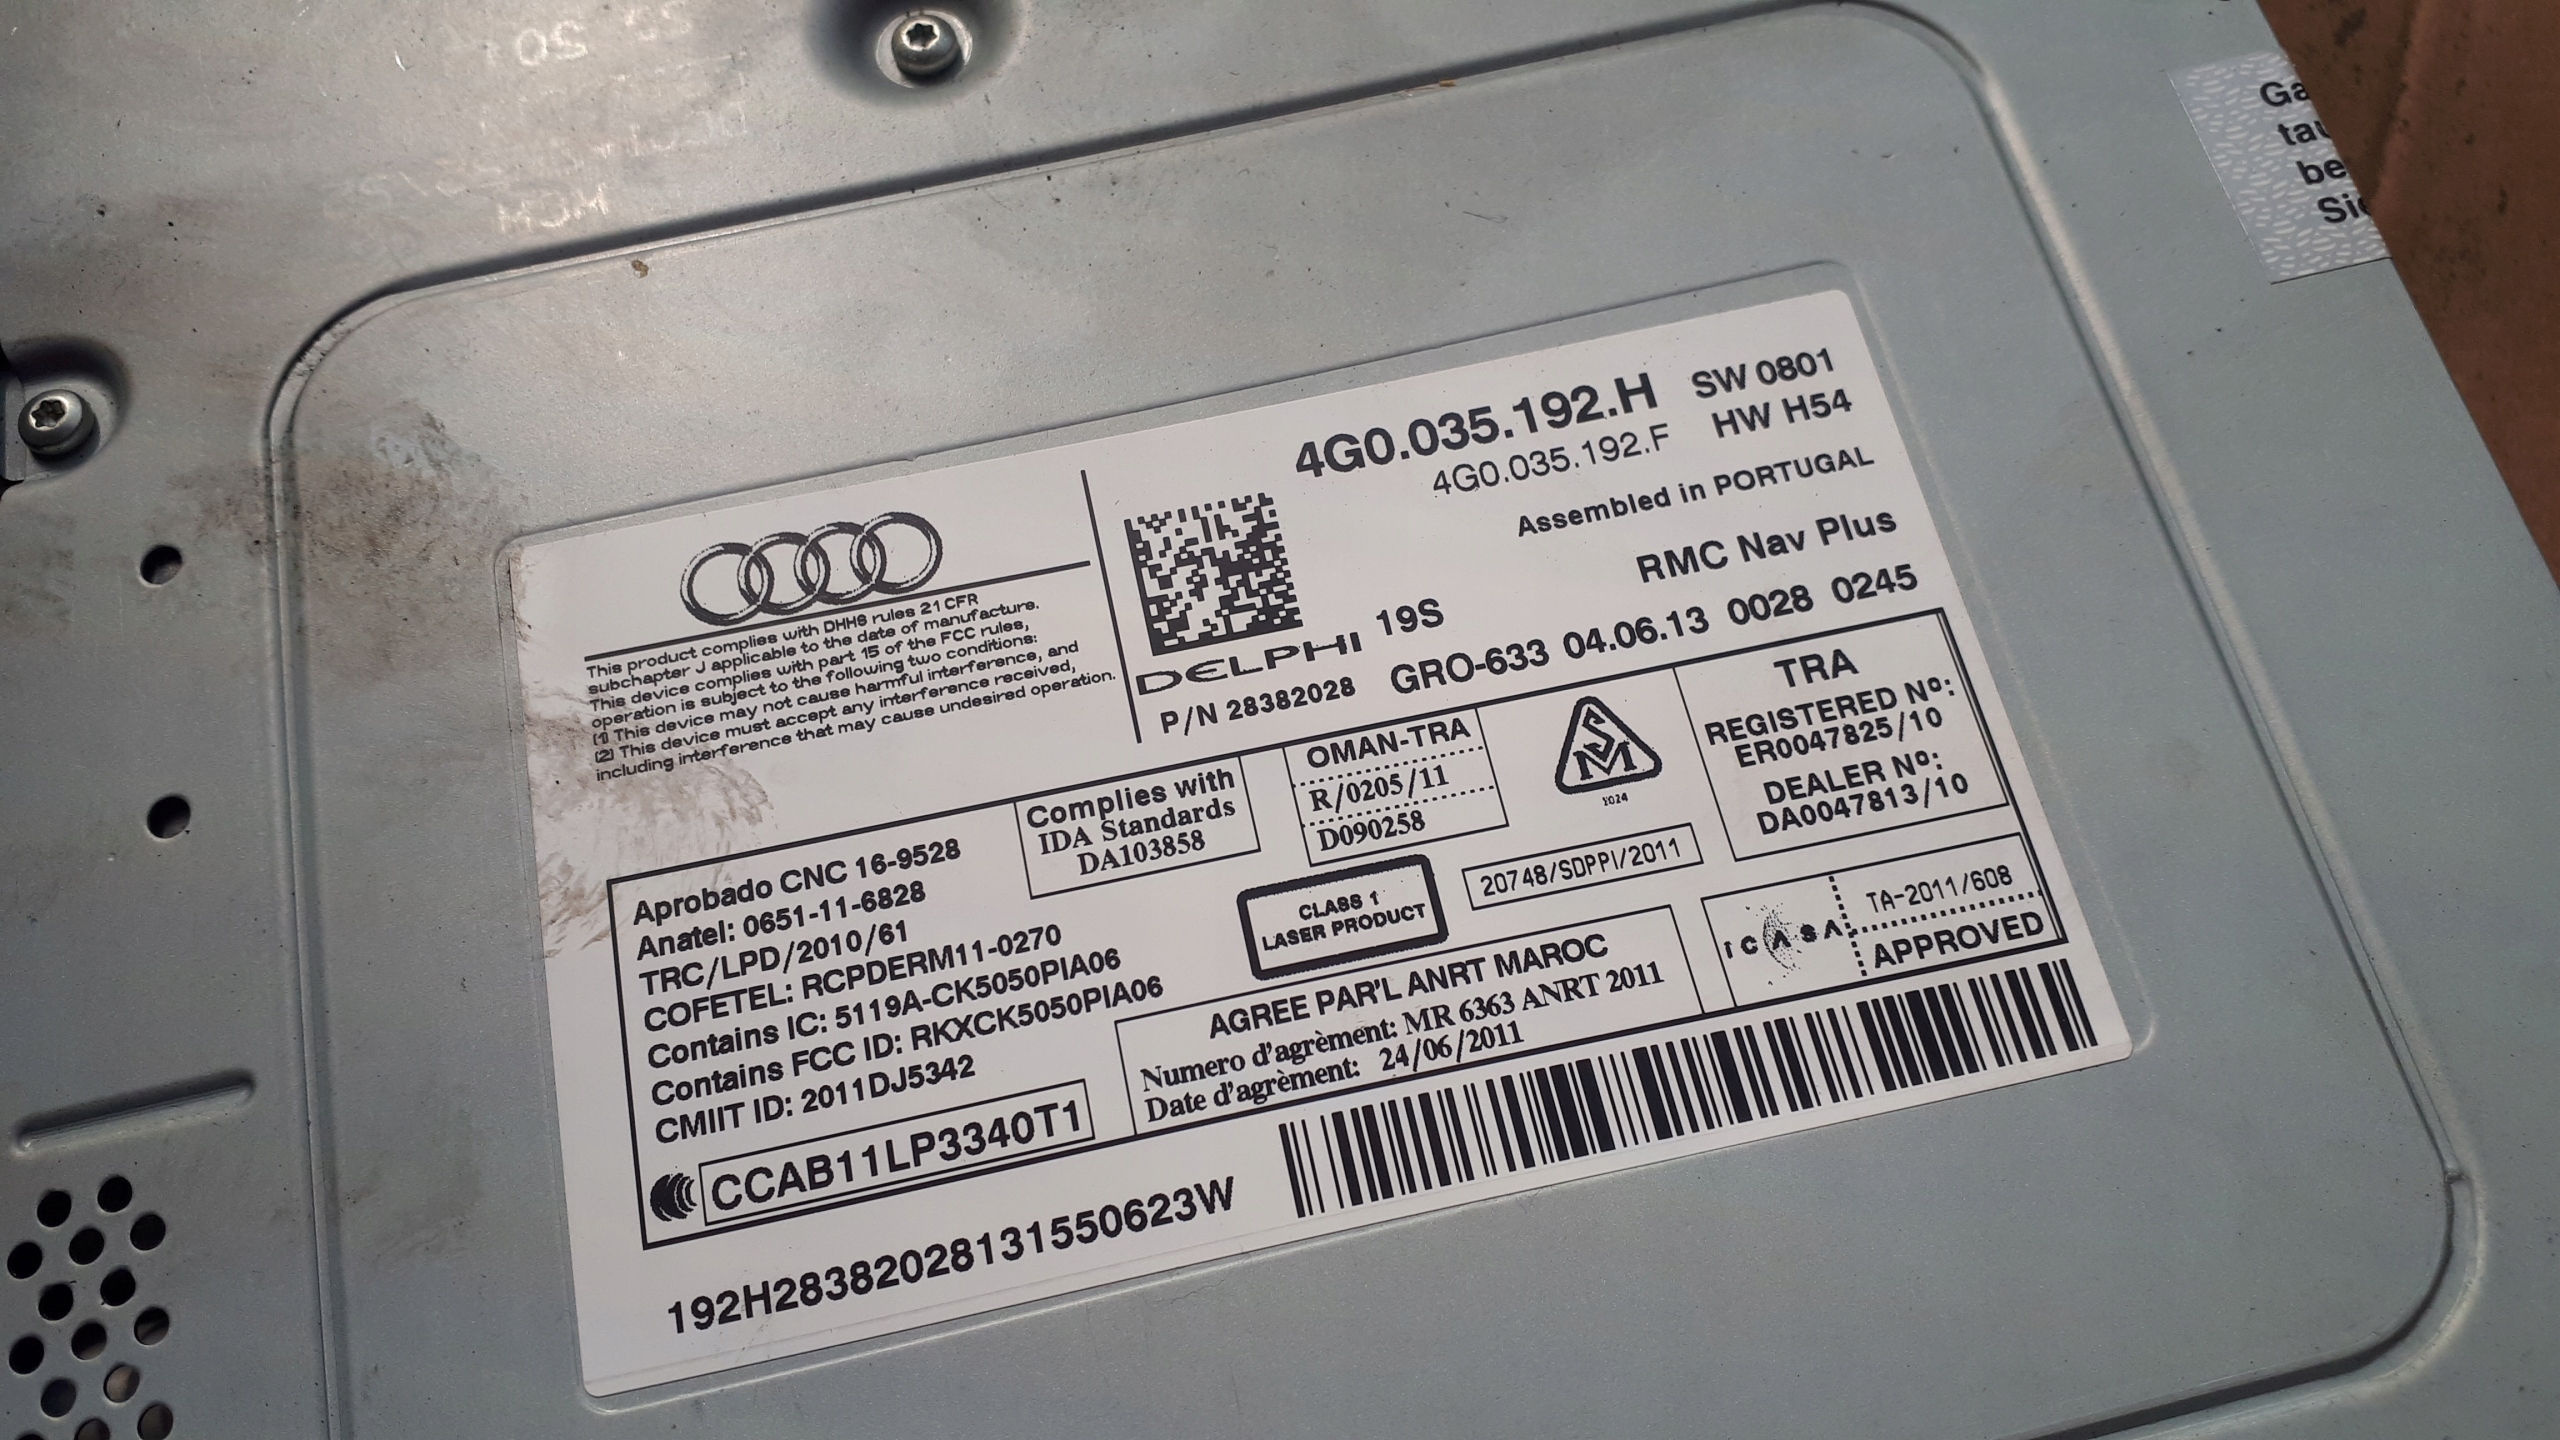 Ga
tau
be
Sie
4G0.035.192.H SW 0801
4G0.035.192.F HW H54
Assembled in PORTUGAL
RMC Nav Plus
DELPHI 19S
P/N 28382028 GRO-633 04.06.13 0028 0245
This product complies with DHHS rules 21 CFR
subchapter J applicable to the date of manufacture.
This device complies with part 15 of the FCC rules,
operation is subject to the following two conditions:
(1) This device may not cause harmful interference, and
(2) This device must accept any interference received,
including interference that may cause undesired operation.
Aprobado CNC 16-9528
Anatel: 0651-11-6828
TRC/LPD/2010/61
COFETEL: RCPDERM11-0270
Contains IC: 5119A-CK5050PIA06
Contains FCC ID: RKXCK5050PIA06
CMIIT ID: 2011DJ5342
CCAB11LP3340T1
Complies with
IDA Standards
DA103858
OMAN-TRA
R/0205/11
D090258
SM
1024
TRA
REGISTERED Nº:
ER0047825/10
DEALER Nº:
DA0047813/10
CLASS 1
LASER PRODUCT
20748/SDPPI/2011
ICASA
TA-2011/608
APPROVED
AGREE PAR'L ANRT MAROC
Numero d'agrèment: MR 6363 ANRT 2011
Date d'agrèment: 24/06/2011
192H28382028131550623W